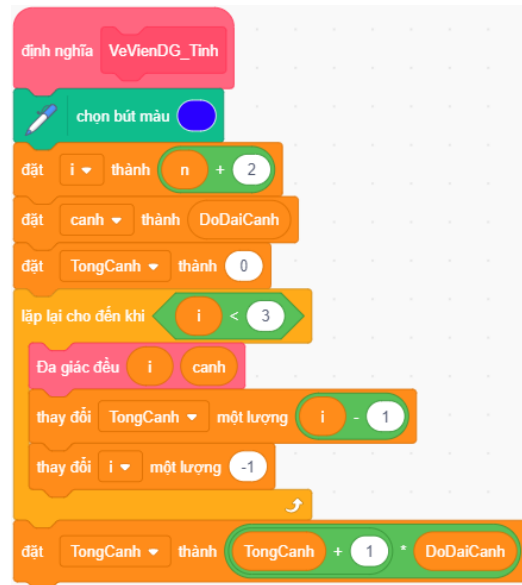 định nghĩa VeVienDG_Tinh
chọn bút màu
đặt i thành n + 2
đặt canh thành DoDaiCanh
đặt TongCanh thành 0
lặp lại cho đến khi i < 3
Đa giác đều i canh
thay đổi TongCanh một lượng i - 1
thay đổi i một lượng -1
đặt TongCanh thành TongCanh + 1 * DoDaiCanh